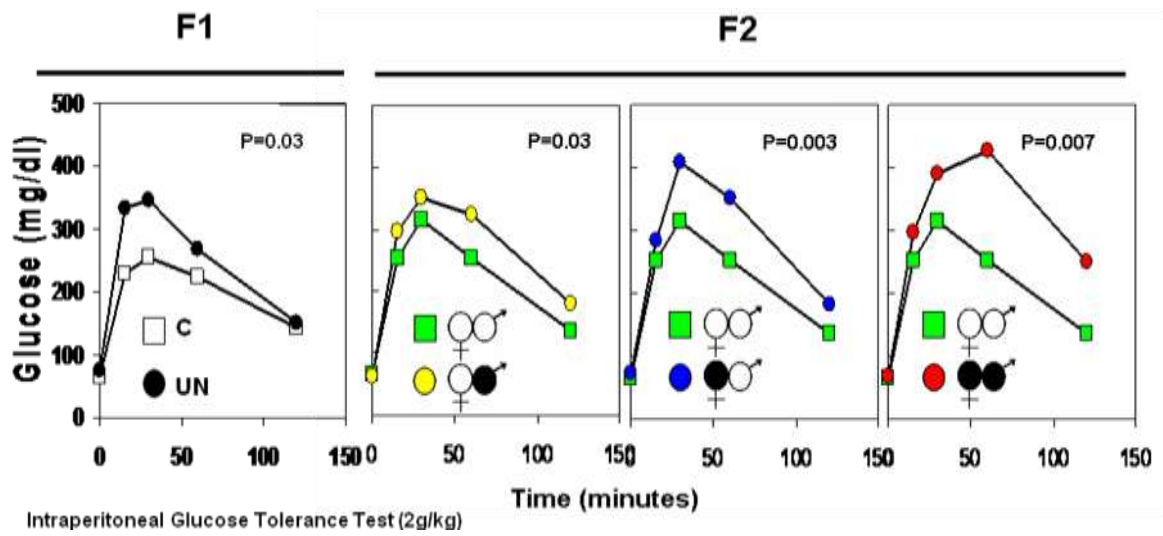 F1 F2
500
400
300
200
100
0
Glucose (mg/dl)
P=0.03
P=0.03
P=0.003
P=0.007
C
UN
0 50 100 150
0 50 100 150
0 50 100 150
0 50 100 150
Time (minutes)
Intraperitoneal Glucose Tolerance Test (2g/kg)